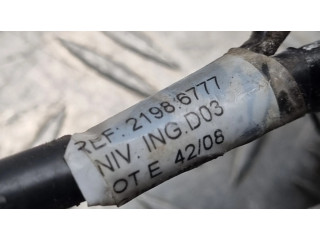 REF: 2198:6777
NIV. ING.D03
OT E 42/08